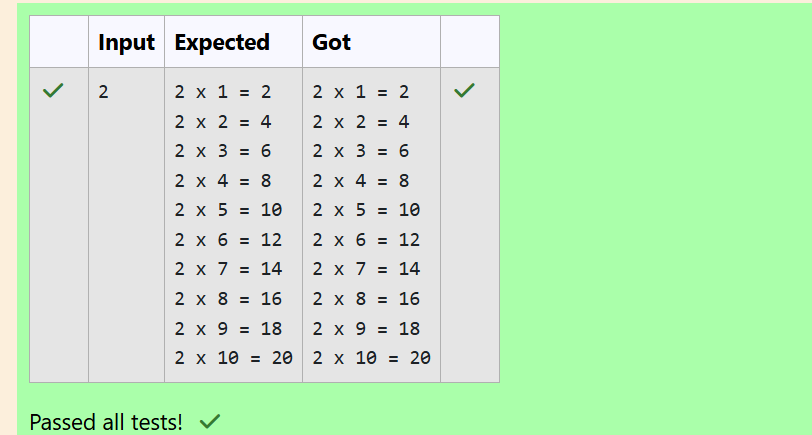 Input Expected Got
2 2 x 1 = 2 2 x 1 = 2
2 x 2 = 4 2 x 2 = 4
2 x 3 = 6 2 x 3 = 6
2 x 4 = 8 2 x 4 = 8
2 x 5 = 10 2 x 5 = 10
2 x 6 = 12 2 x 6 = 12
2 x 7 = 14 2 x 7 = 14
2 x 8 = 16 2 x 8 = 16
2 x 9 = 18 2 x 9 = 18
2 x 10 = 20 2 x 10 = 20
Passed all tests!